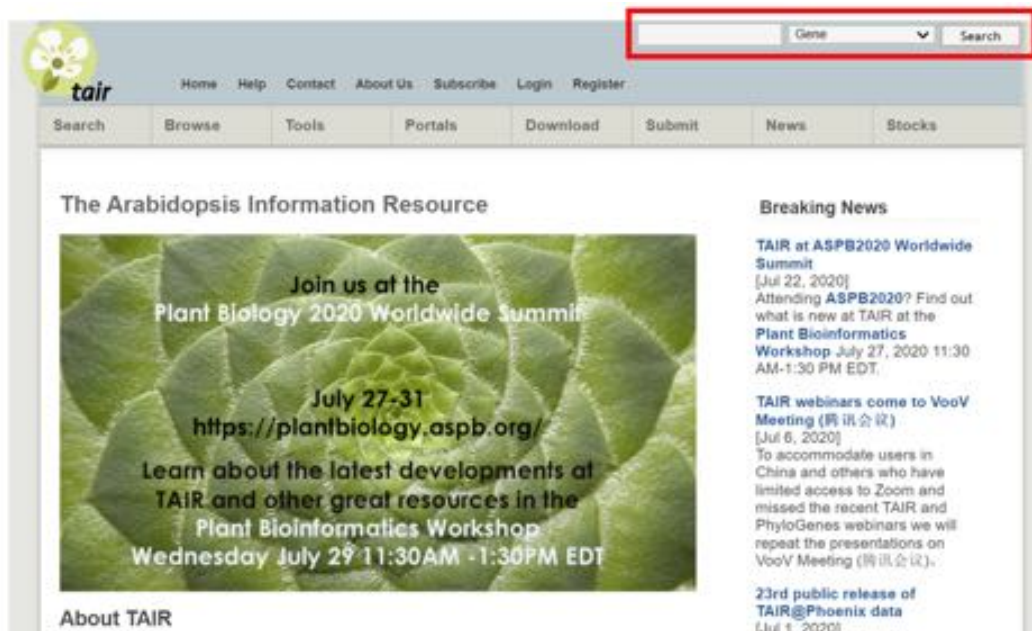 Gene
Search
tair
Home Help Contact About Us Subscribe Login Register
Search Browse Tools Portals Download Submit News Stocks
The Arabidopsis Information Resource
Join us at the
Plant Biology 2020 Worldwide Summit
July 27-31
https://plantbiology.aspb.org/
Learn about the latest developments at
TAIR and other great resources in the
Plant Bioinformatics Workshop
Wednesday July 29 11:30AM -1:30PM EDT
About TAIR
Breaking News
TAIR at ASPB2020 Worldwide
Summit
[Jul 22, 2020]
Attending ASPB2020? Find out
what is new at TAIR at the
Plant Bioinformatics
Workshop July 27, 2020 11:30
AM-1:30 PM EDT.
TAIR webinars come to VooV
Meeting (腾讯会议)
[Jul 6, 2020]
To accommodate users in
China and others who have
limited access to Zoom and
missed the recent TAIR and
PhyloGenes webinars we will
repeat the presentations on
VooV Meeting (腾讯会议).
23rd public release of
TAIR@Phoenix data
[Jul 1, 2020]